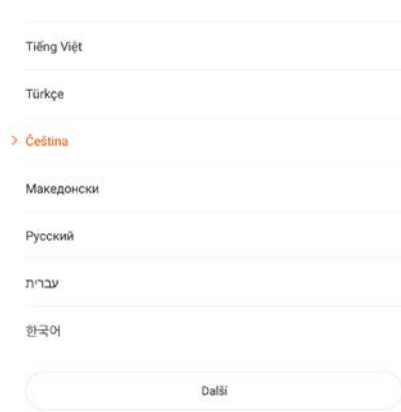 Tiếng Việt
Türkçe
Čeština
Македонски
Русский
עברית
한국어
Další